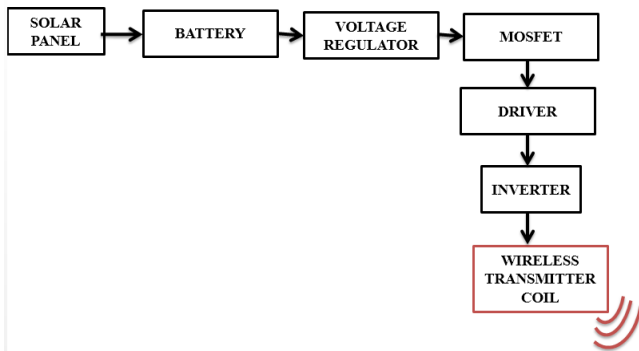 SOLAR
PANEL
BATTERY
VOLTAGE
REGULATOR
MOSFET
DRIVER
INVERTER
WIRELESS
TRANSMITTER
COIL